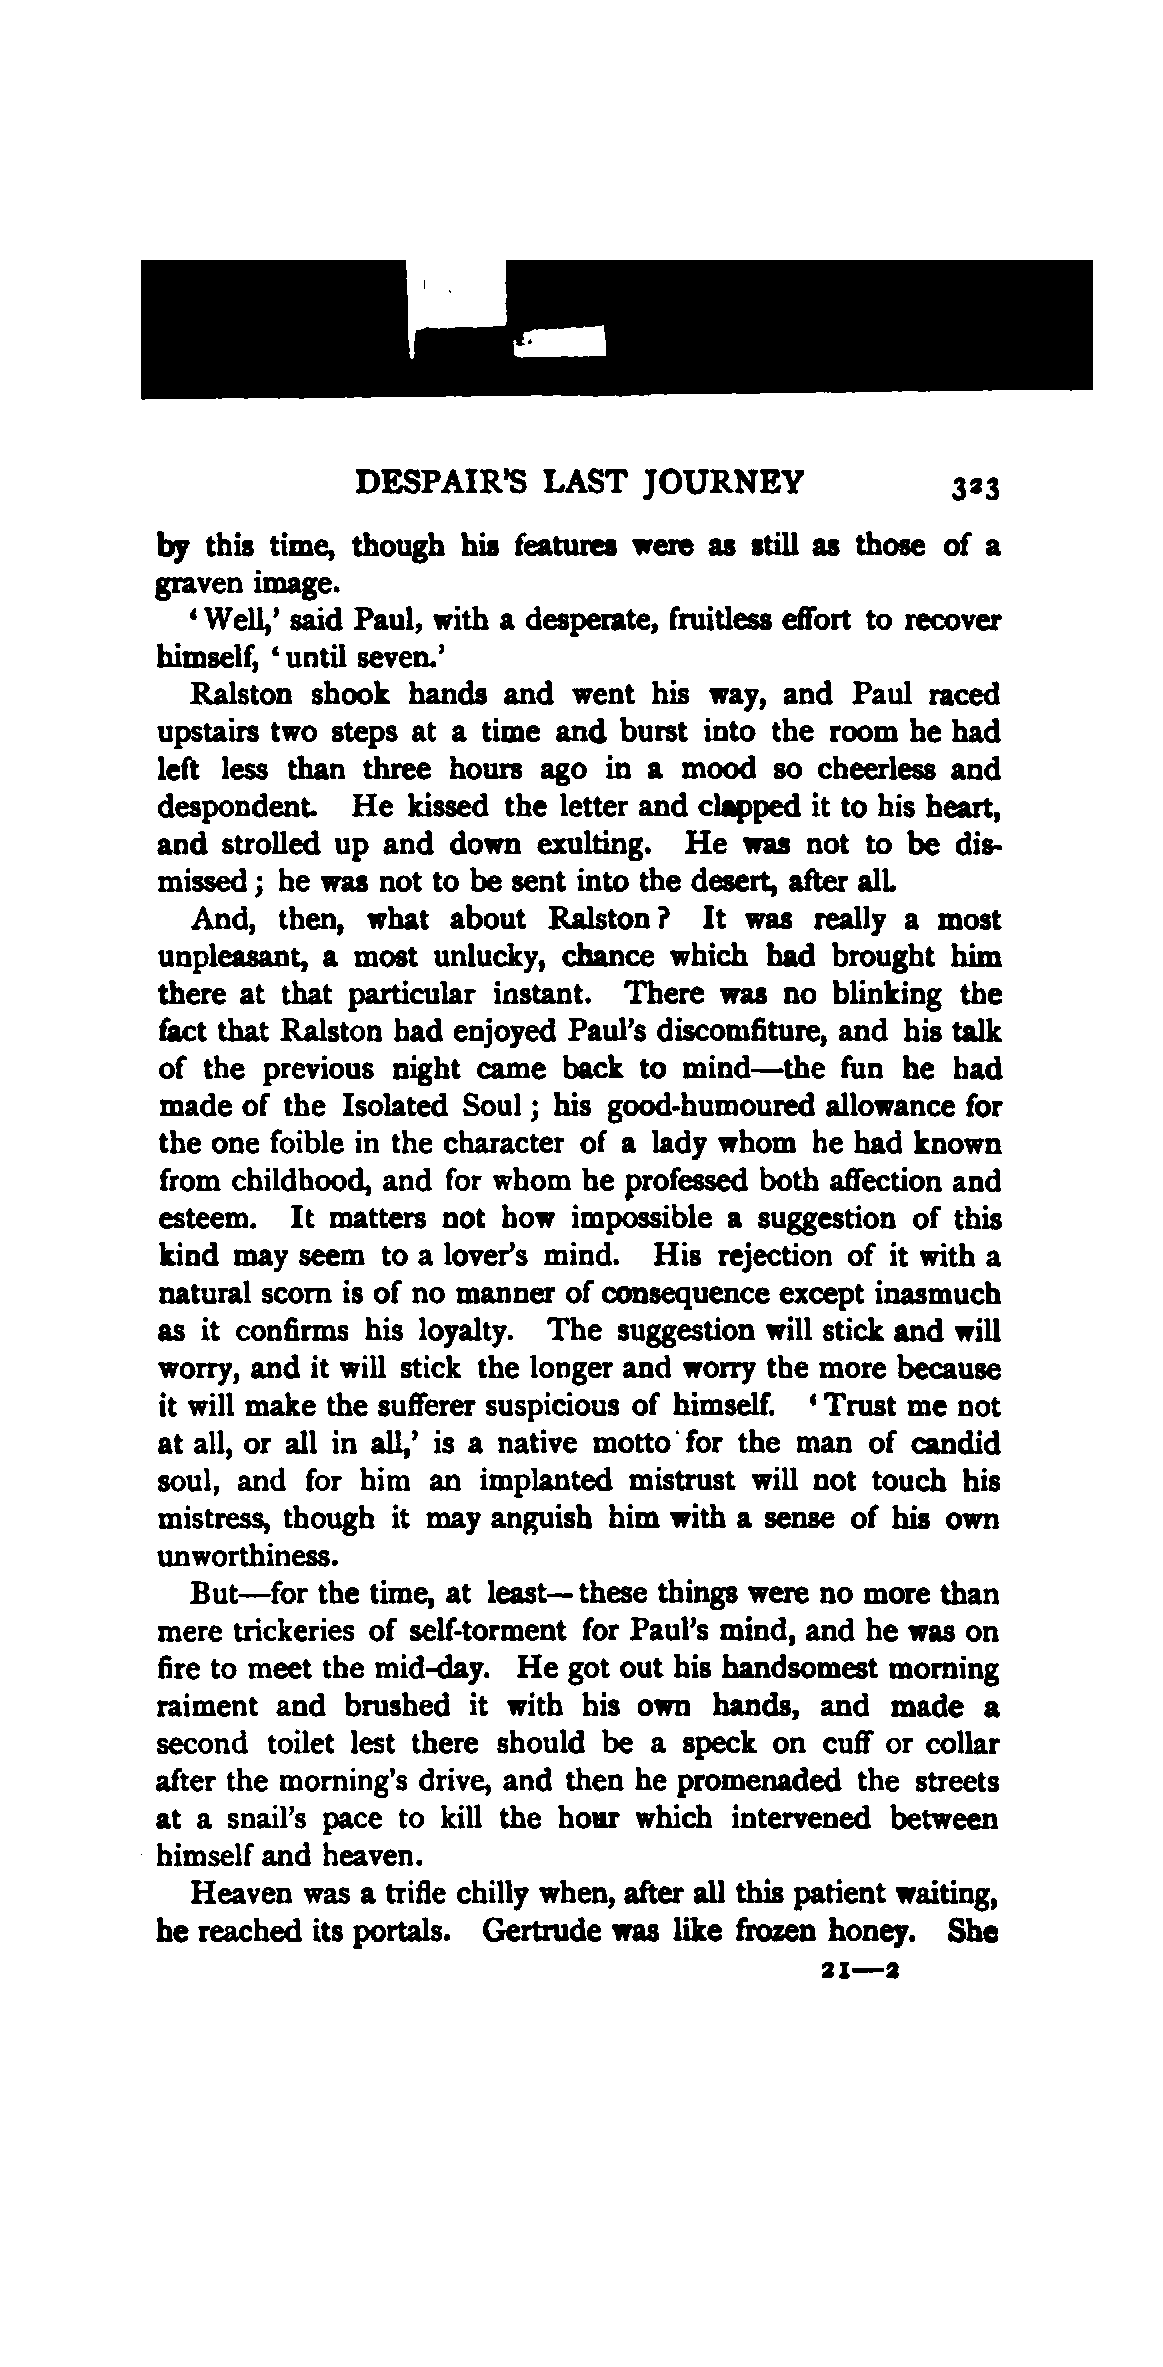 DESPAIR'S LAST JOURNEY 323
by this time, though his features were as still as those of a
graven image.
‘Well,’ said Paul, with a desperate, fruitless effort to recover
himself, ‘until seven.’
Ralston shook hands and went his way, and Paul raced
upstairs two steps at a time and burst into the room he had
left less than three hours ago in a mood so cheerless and
despondent. He kissed the letter and clapped it to his heart,
and strolled up and down exulting. He was not to be dis-
missed; he was not to be sent into the desert, after all.
And, then, what about Ralston? It was really a most
unpleasant, a most unlucky, chance which had brought him
there at that particular instant. There was no blinking the
fact that Ralston had enjoyed Paul's discomfiture, and his talk
of the previous night came back to mind—the fun he had
made of the Isolated Soul; his good-humoured allowance for
the one foible in the character of a lady whom he had known
from childhood, and for whom he professed both affection and
esteem. It matters not how impossible a suggestion of this
kind may seem to a lover's mind. His rejection of it with a
natural scorn is of no manner of consequence except inasmuch
as it confirms his loyalty. The suggestion will stick and will
worry, and it will stick the longer and worry the more because
it will make the sufferer suspicious of himself. ‘Trust me not
at all, or all in all,’ is a native motto for the man of candid
soul, and for him an implanted mistrust will not touch his
mistress, though it may anguish him with a sense of his own
unworthiness.
But—for the time, at least—these things were no more than
mere trickeries of self-torment for Paul's mind, and he was on
fire to meet the mid-day. He got out his handsomest morning
raiment and brushed it with his own hands, and made a
second toilet lest there should be a speck on cuff or collar
after the morning's drive, and then he promenaded the streets
at a snail's pace to kill the hour which intervened between
himself and heaven.
Heaven was a trifle chilly when, after all this patient waiting,
he reached its portals. Gertrude was like frozen honey. She
21—2